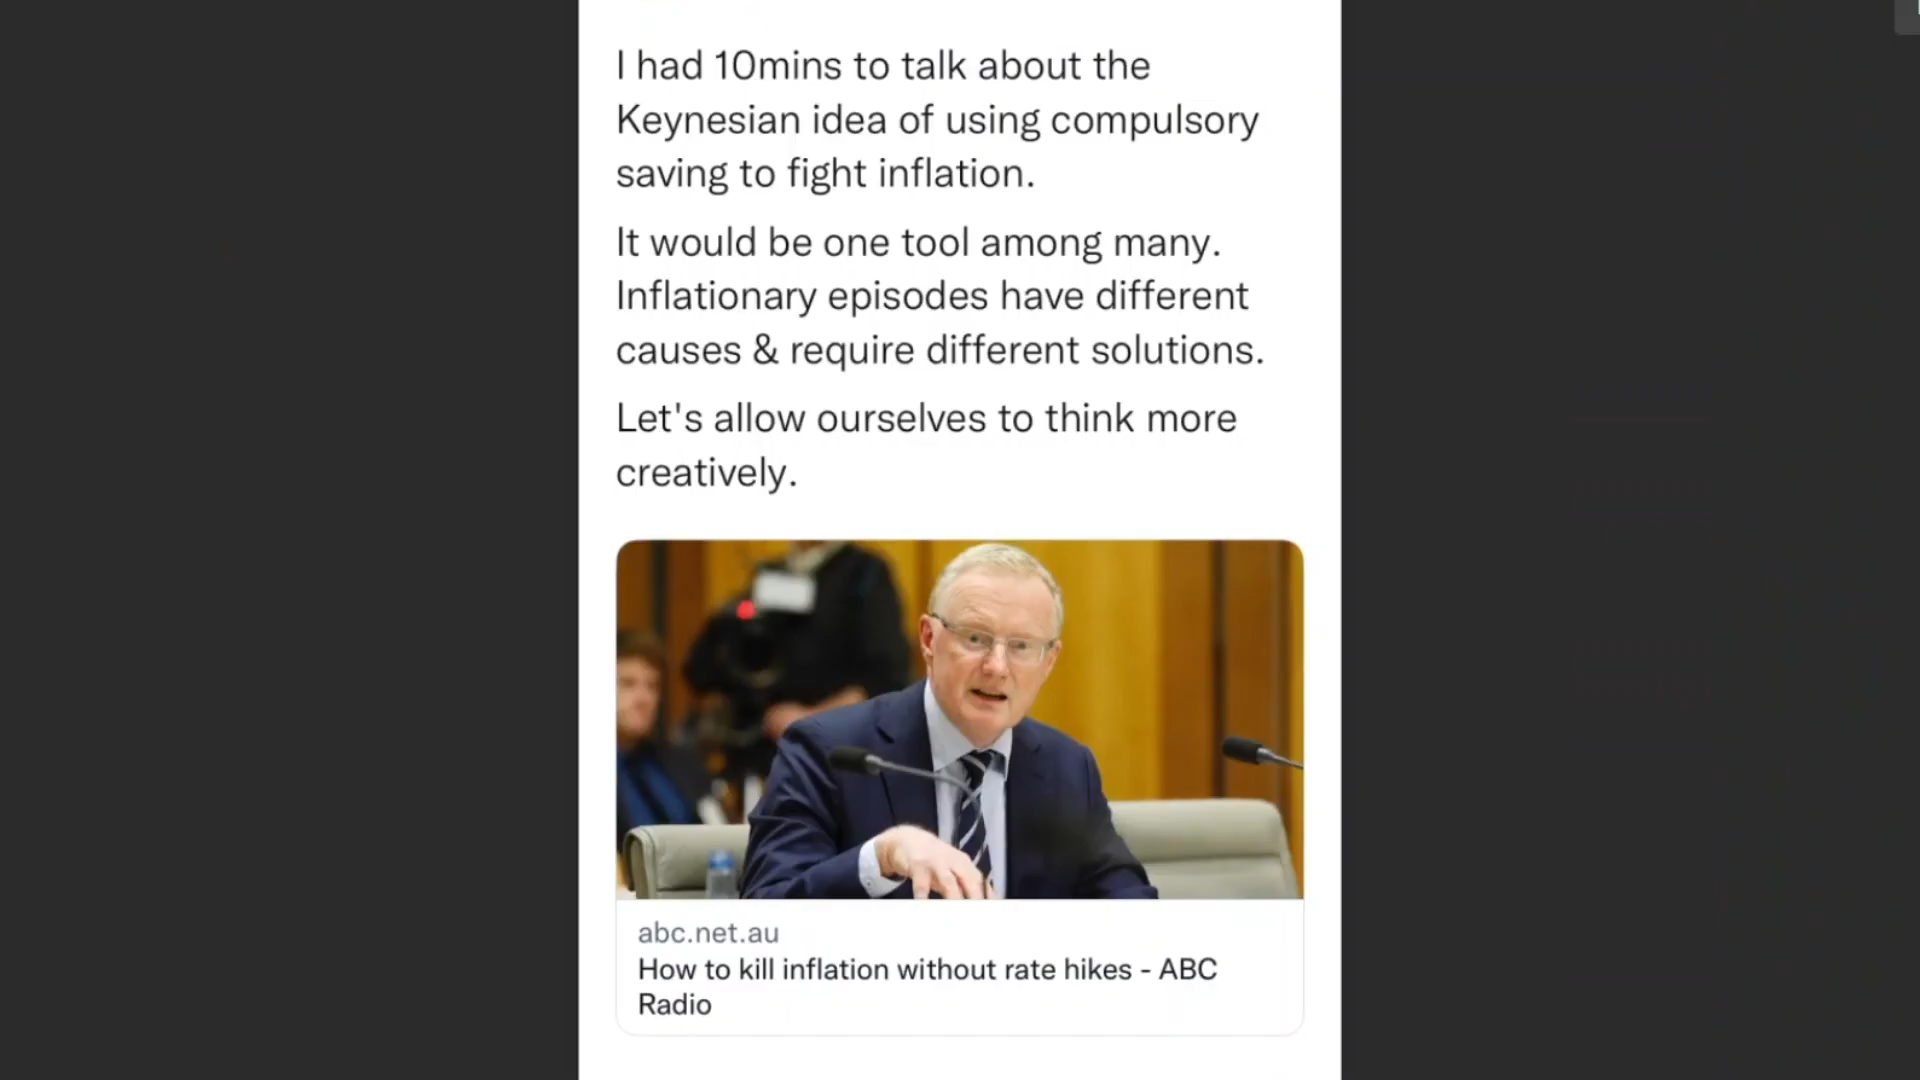 I had 10mins to talk about the
Keynesian idea of using compulsory
saving to fight inflation.
It would be one tool among many.
Inflationary episodes have different
causes & require different solutions.
Let's allow ourselves to think more
creatively.
abc.net.au
How to kill inflation without rate hikes - ABC
Radio